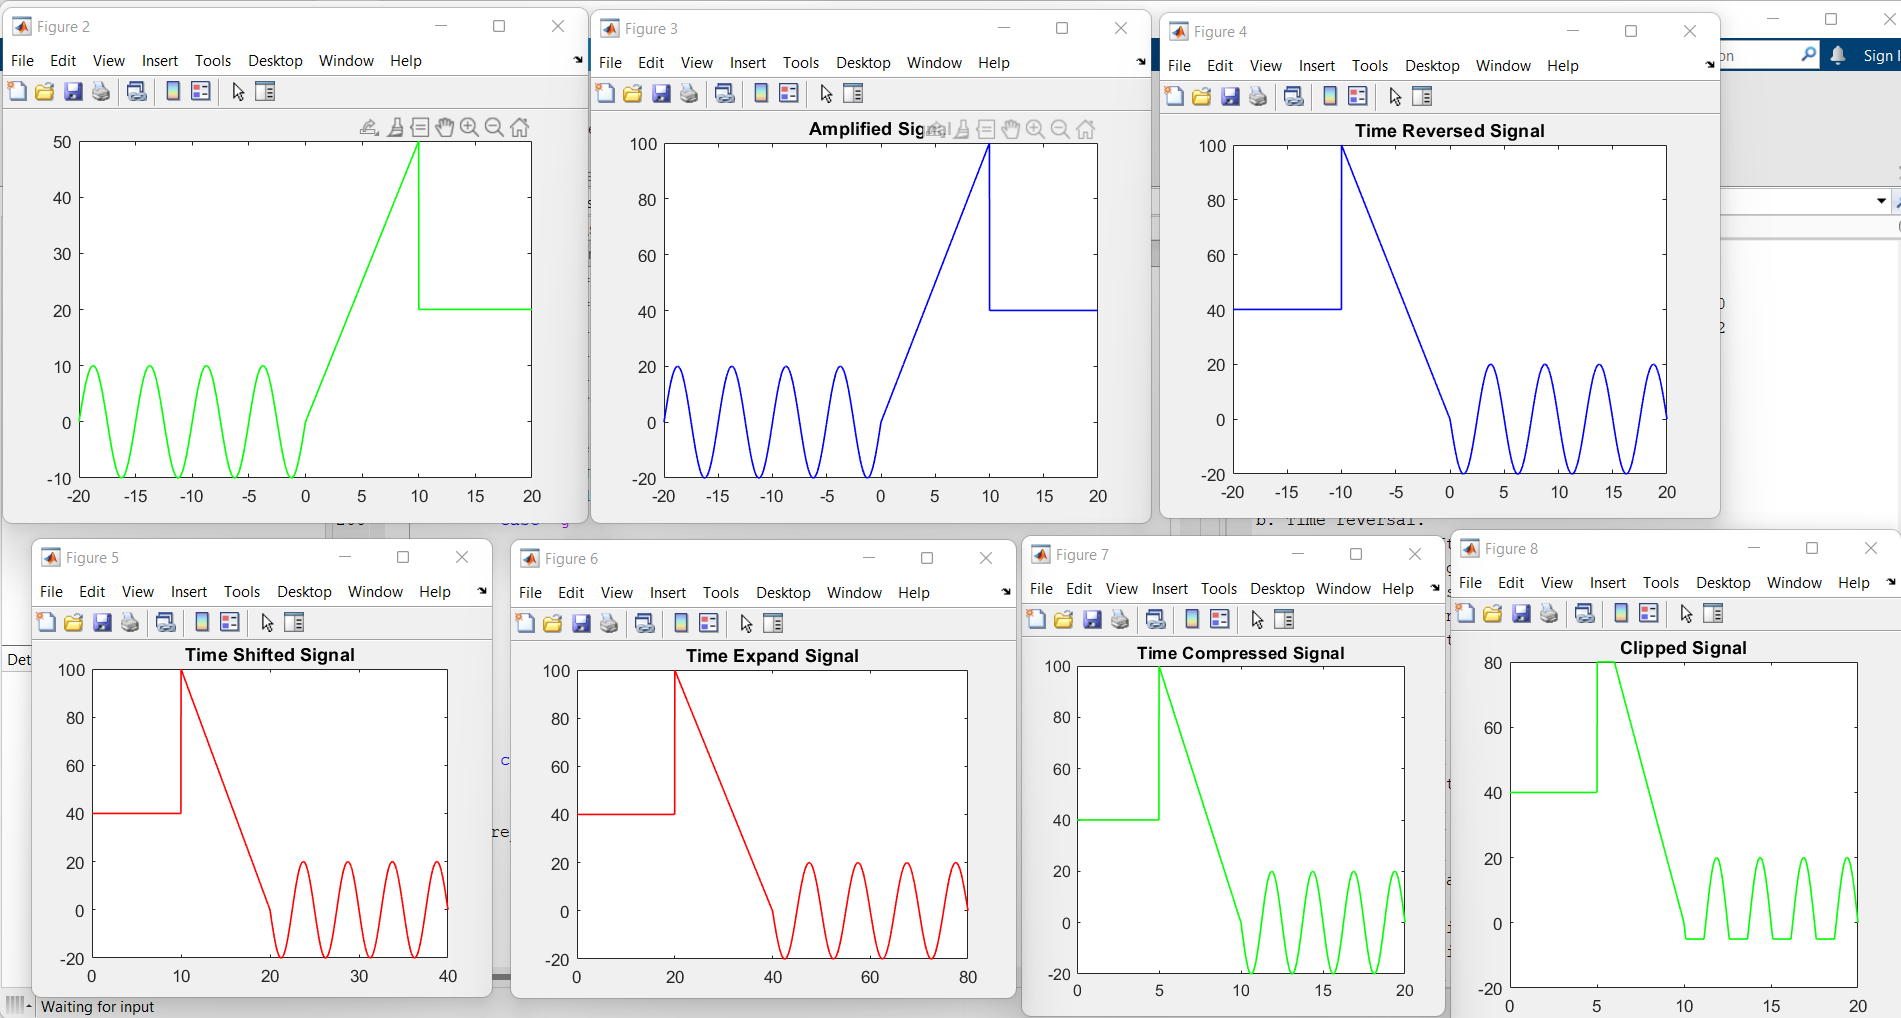 Figure 2
File Edit View Insert Tools Desktop Window Help
50
40
30
20
10
0
-10
-20 -15 -10 -5 0 5 10 15 20
Figure 3
File Edit View Insert Tools Desktop Window Help
Amplified Signal
100
80
60
40
20
0
-20
-20 -15 -10 -5 0 5 10 15 20
Figure 4
File Edit View Insert Tools Desktop Window Help
Time Reversed Signal
100
80
60
40
20
0
-20
-20 -15 -10 -5 0 5 10 15 20
Sign I
b. Time reversal.
Figure 5
File Edit View Insert Tools Desktop Window Help
Time Shifted Signal
100
80
60
40
20
0
-20
0 10 20 30 40
Figure 6
File Edit View Insert Tools Desktop Window Help
Time Expand Signal
100
80
60
40
20
0
-20
0 20 40 60 80
Figure 7
File Edit View Insert Tools Desktop Window Help
Time Compressed Signal
100
80
60
40
20
0
-20
0 5 10 15 20
Figure 8
File Edit View Insert Tools Desktop Window Help
Clipped Signal
80
60
40
20
0
-20
0 5 10 15 20
Det
Waiting for input